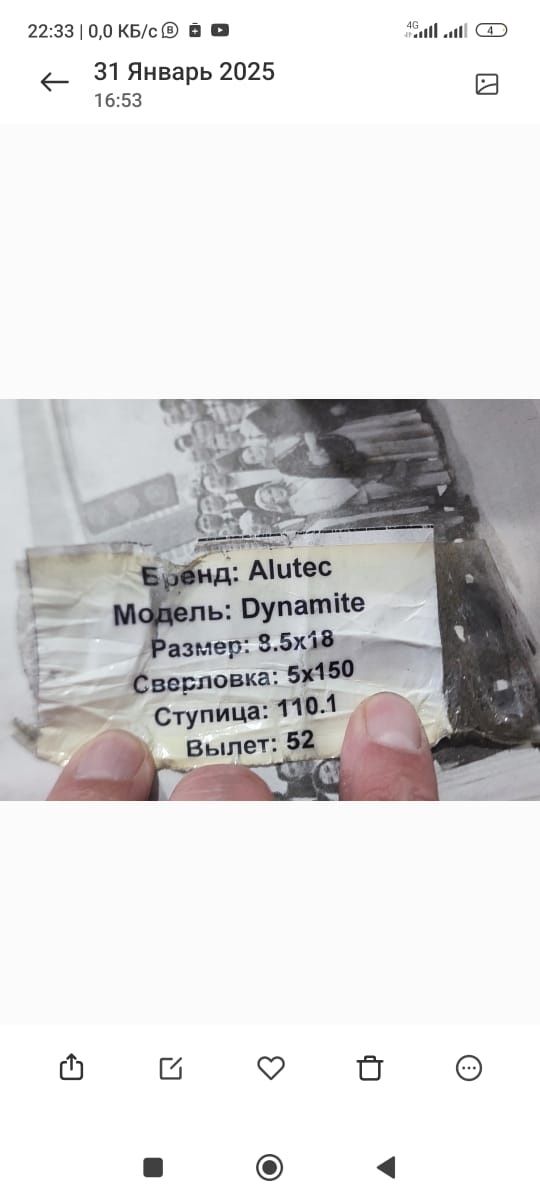 22:33 | 0,0 КБ/с
4G
4
31 Январь 2025
16:53
Бренд: Alutec
Модель: Dynamite
Размер: 8.5x18
Сверловка: 5x150
Ступица: 110.1
Вылет: 52